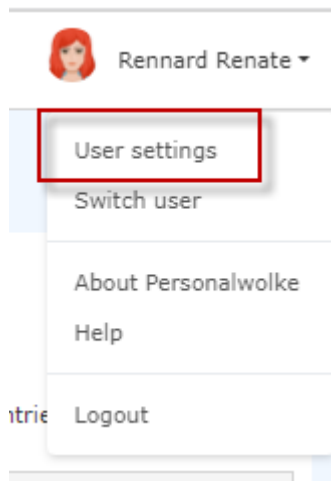 Rennard Renate
User settings
Switch user
About Personalwolke
Help
Logout